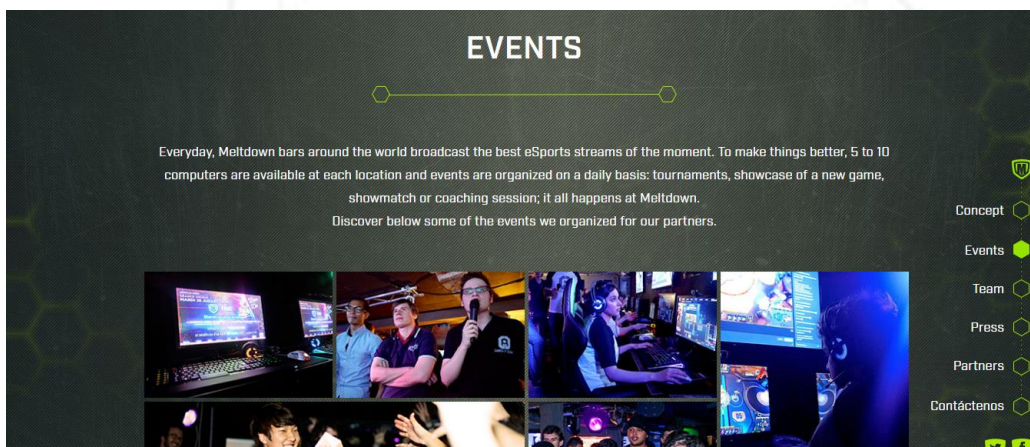 EVENTS
Everyday, Meltdown bars around the world broadcast the best eSports streams of the moment. To make things better, 5 to 10
computers are available at each location and events are organized on a daily basis: tournaments, showcase of a new game,
showmatch or coaching session; it all happens at Meltdown.
Discover below some of the events we organized for our partners.
Concept
Events
Team
Press
Partners
Contáctenos